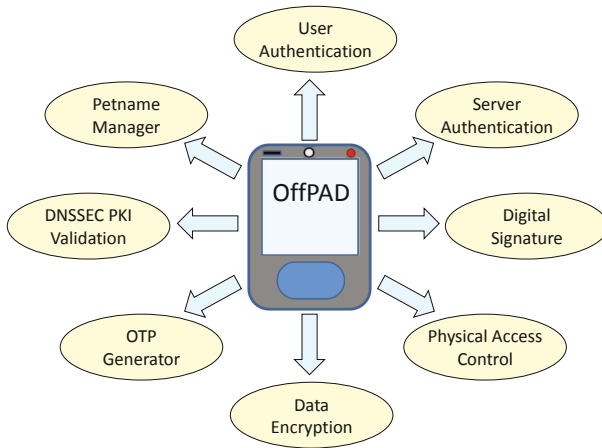 User
Authentication
Petname
Manager
Server
Authentication
OffPAD
DNSSEC PKI
Validation
Digital
Signature
OTP
Generator
Physical Access
Control
Data
Encryption